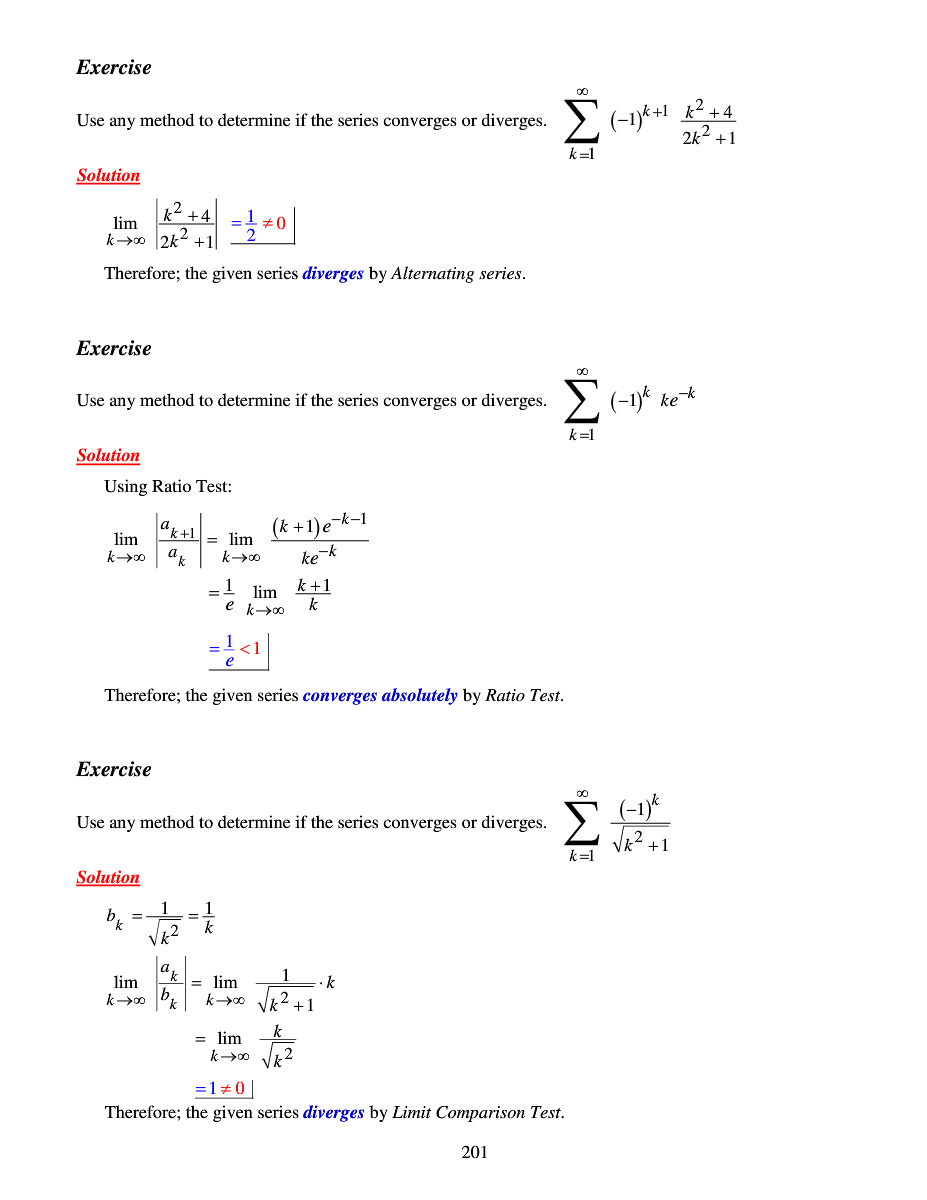 Exercise
Use any method to determine if the series converges or diverges. $\sum_{k=1}^{\infty} (-1)^{k+1} \frac{k^2+4}{2k^2+1}$
Solution
$\lim_{k\to\infty} \left| \frac{k^2+4}{2k^2+1} \right| = \frac{1}{2} \neq 0$
Therefore; the given series diverges by Alternating series.
Exercise
Use any method to determine if the series converges or diverges. $\sum_{k=1}^{\infty} (-1)^k \, ke^{-k}$
Solution
Using Ratio Test:
$\lim_{k\to\infty} \left| \frac{a_{k+1}}{a_k} \right| = \lim_{k\to\infty} \frac{(k+1)e^{-k-1}}{ke^{-k}}$
$= \frac{1}{e} \lim_{k\to\infty} \frac{k+1}{k}$
$= \frac{1}{e} < 1$
Therefore; the given series converges absolutely by Ratio Test.
Exercise
Use any method to determine if the series converges or diverges. $\sum_{k=1}^{\infty} \frac{(-1)^k}{\sqrt{k^2+1}}$
Solution
$b_k = \frac{1}{\sqrt{k^2}} = \frac{1}{k}$
$\lim_{k\to\infty} \left| \frac{a_k}{b_k} \right| = \lim_{k\to\infty} \frac{1}{\sqrt{k^2+1}} \cdot k$
$= \lim_{k\to\infty} \frac{k}{\sqrt{k^2}}$
$= 1 \neq 0$
Therefore; the given series diverges by Limit Comparison Test.
201